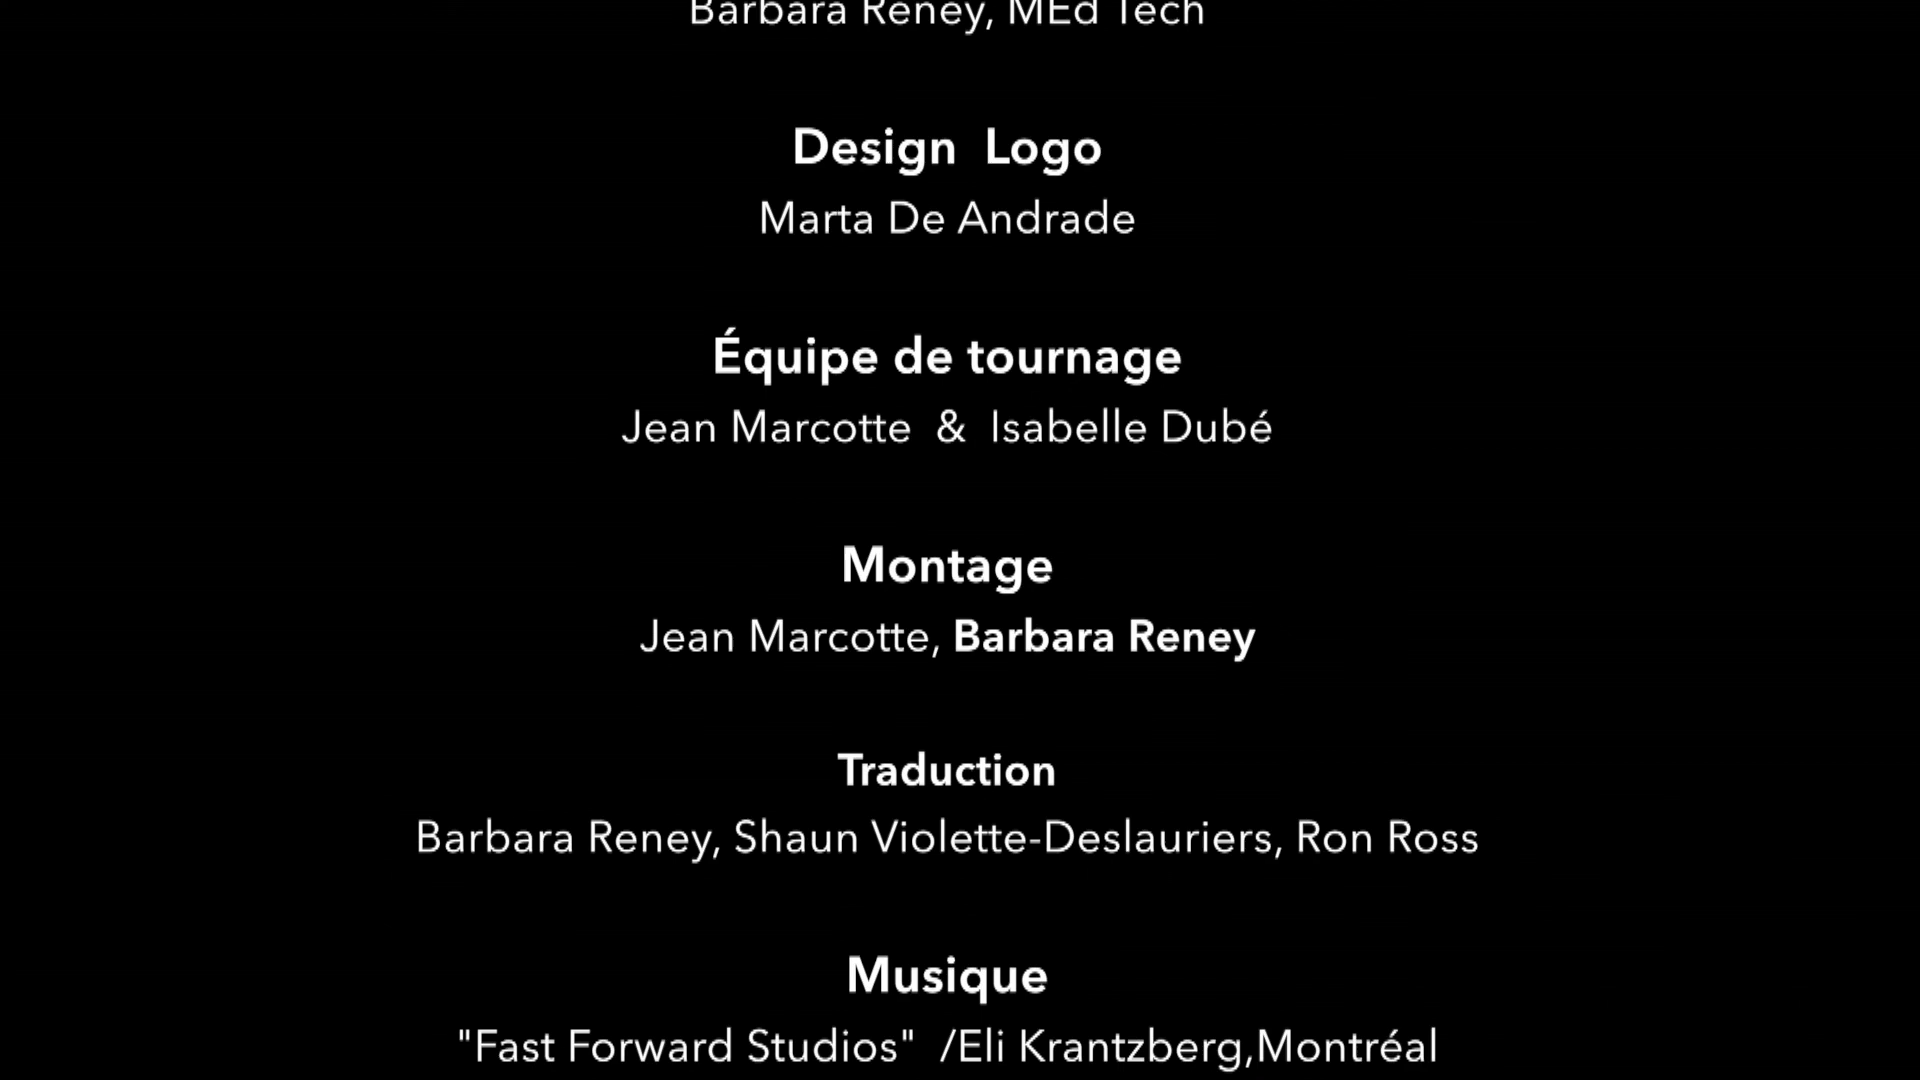 Barbara Reney, MEd Tech
Design  Logo
Marta De Andrade
Équipe de tournage
Jean Marcotte  &  Isabelle Dubé
Montage
Jean Marcotte, Barbara Reney
Traduction
Barbara Reney, Shaun Violette-Deslauriers, Ron Ross
Musique
"Fast Forward Studios"  /Eli Krantzberg,Montréal